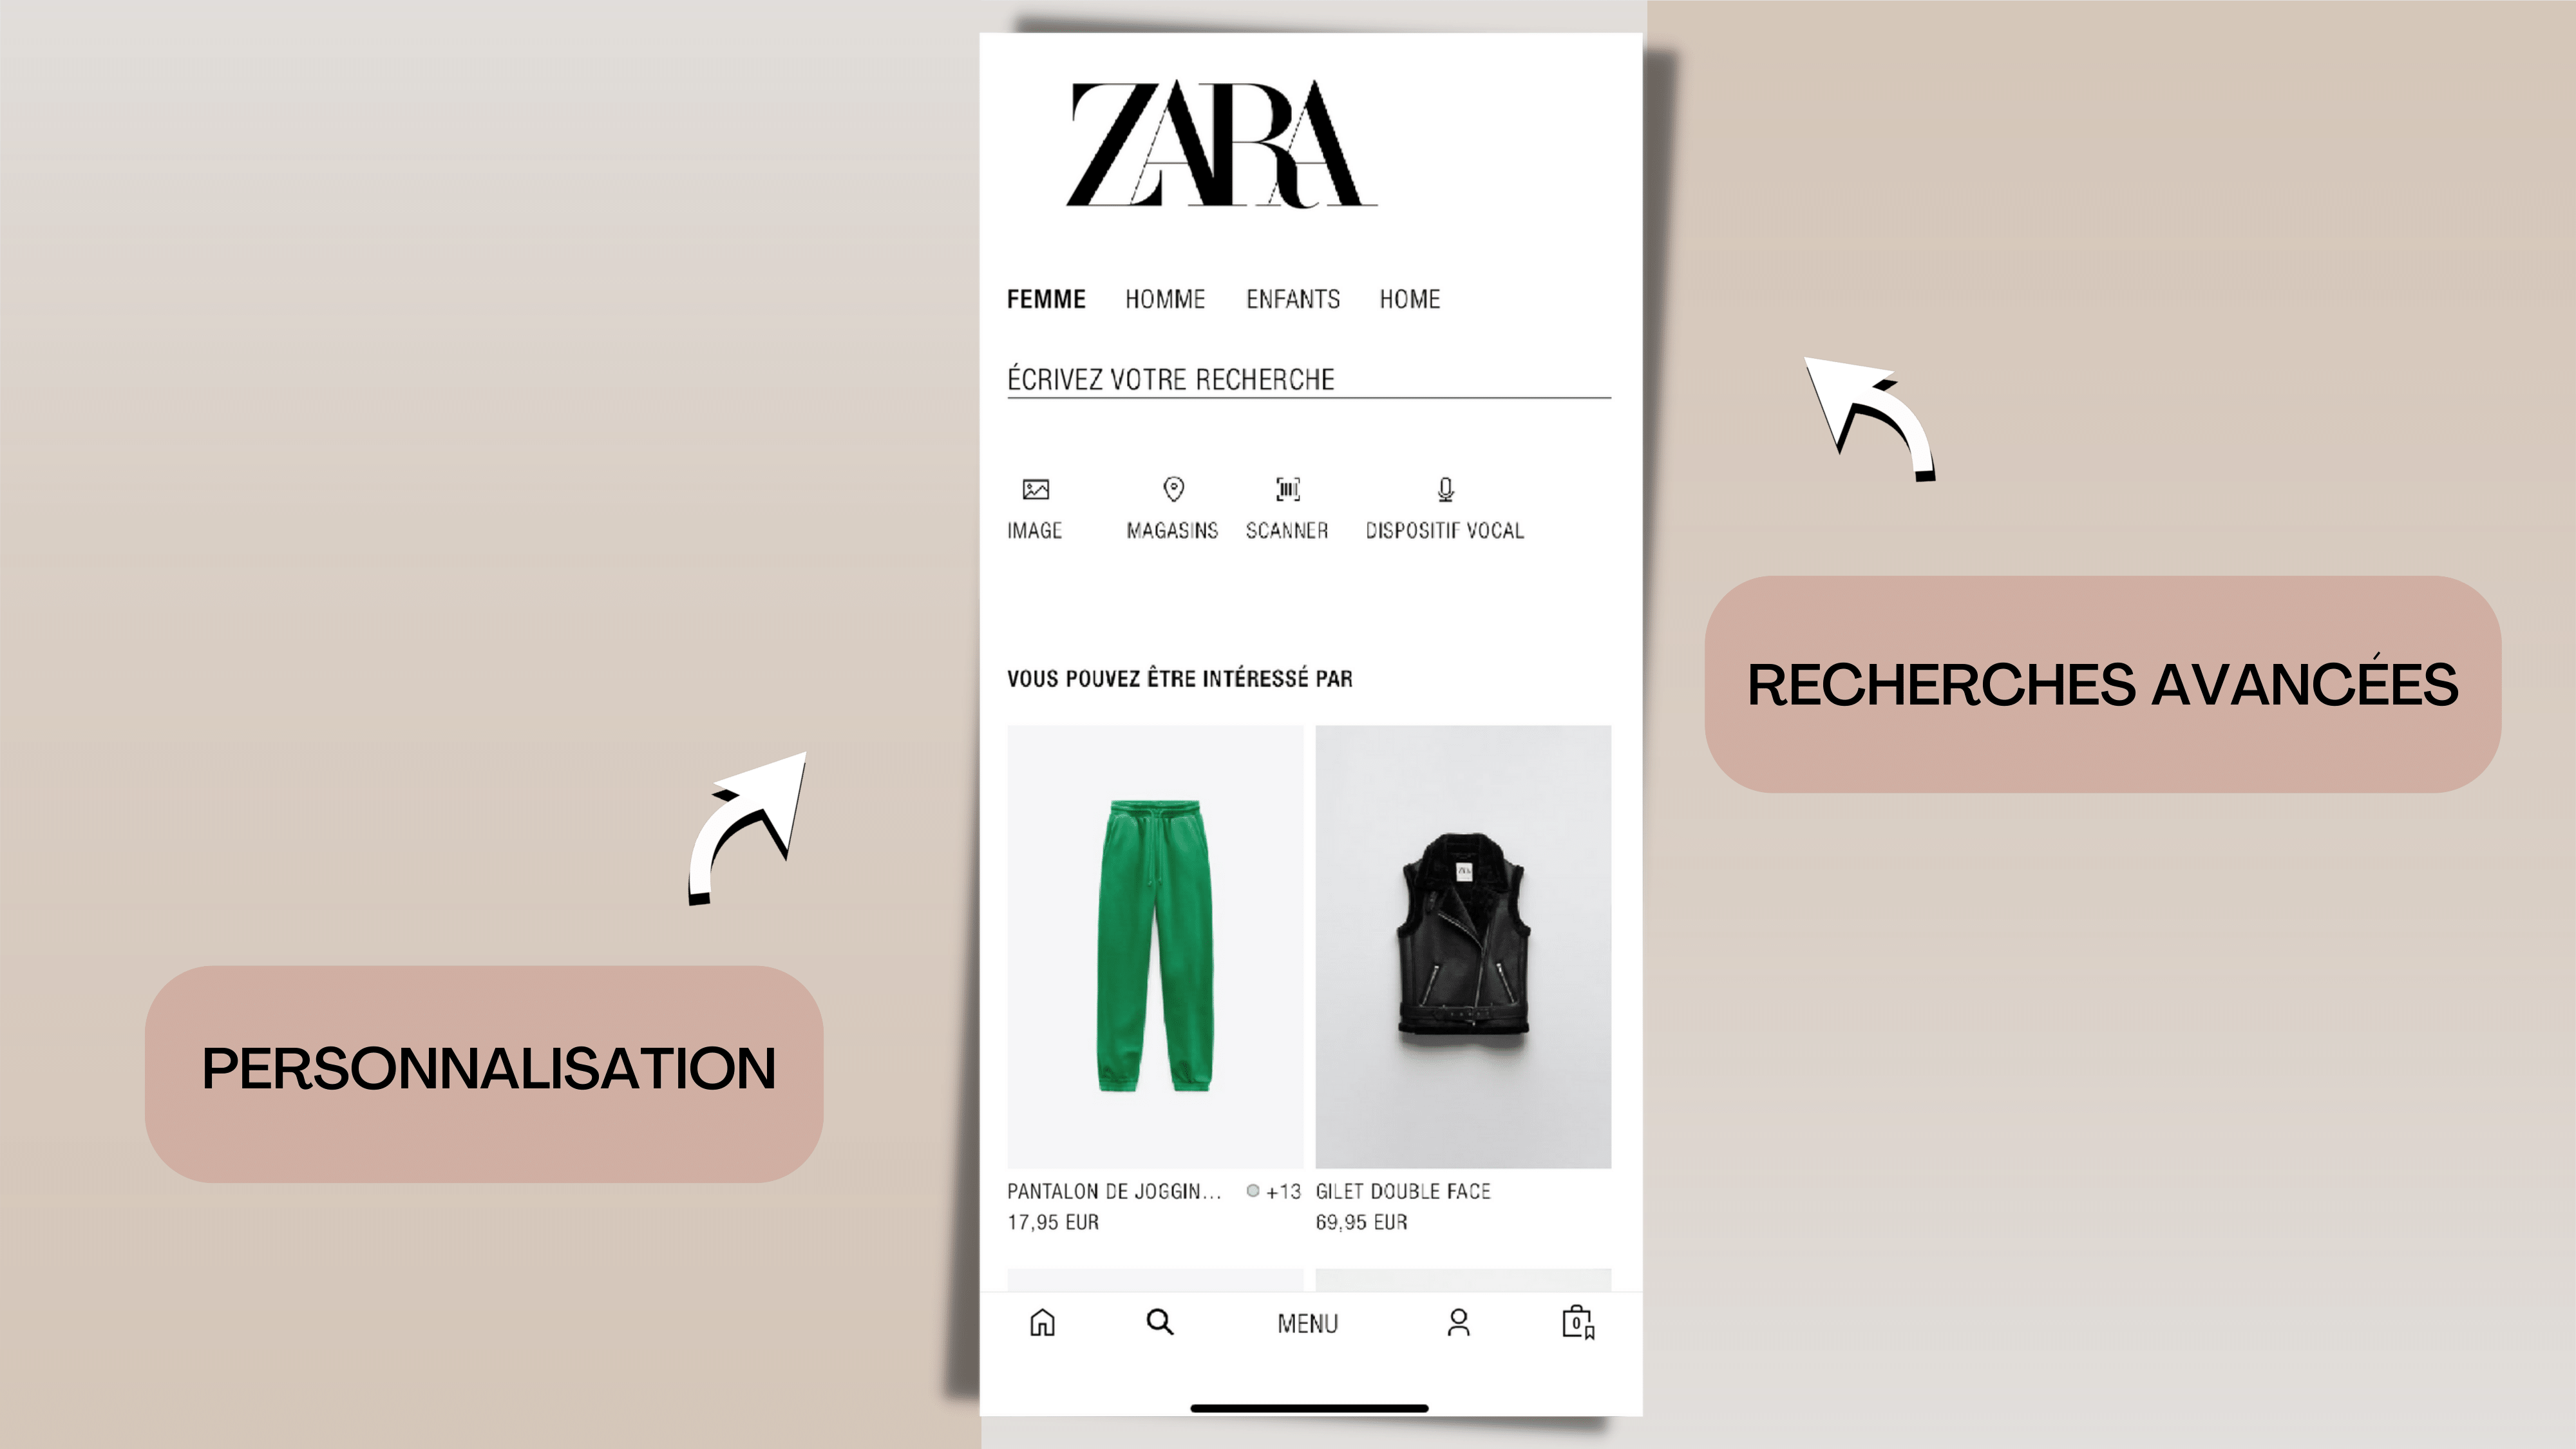 ZARA
FEMME HOMME ENFANTS HOME
ÉCRIVEZ VOTRE RECHERCHE
IMAGE MAGASINS SCANNER DISPOSITIF VOCAL
RECHERCHES AVANCÉES
VOUS POUVEZ ÊTRE INTÉRESSÉ PAR
PERSONNALISATION
ZARA
PANTALON DE JOGGIN... +13 GILET DOUBLE FACE
17,95 EUR 69,95 EUR
MENU 0